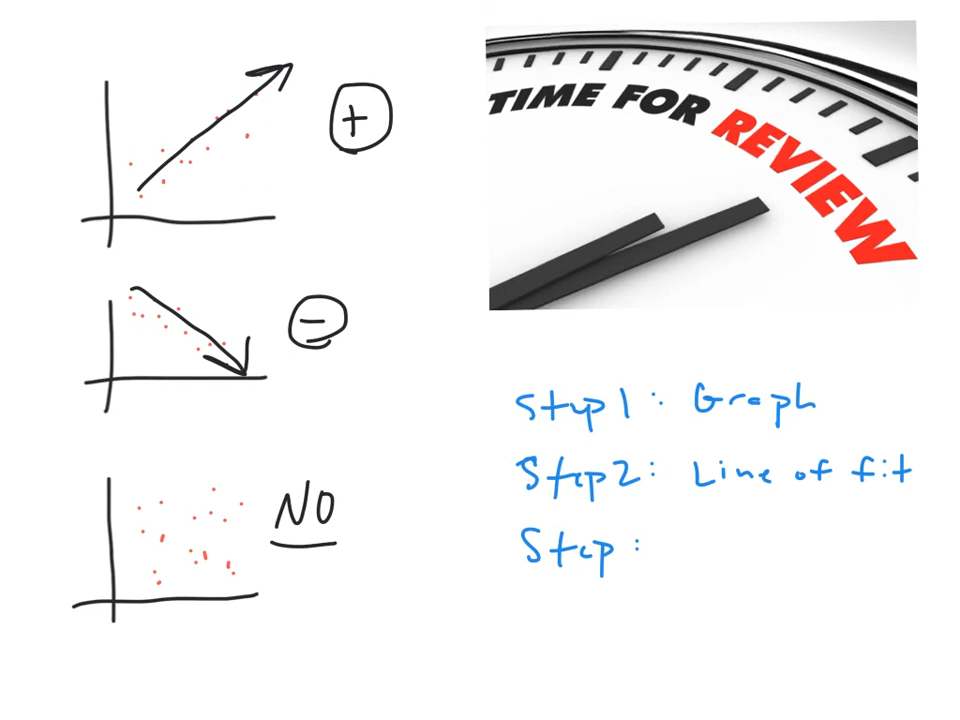 +
TIME FOR REVIEW
-
Step 1: Graph
Step 2: Line of fit
NO
Step :